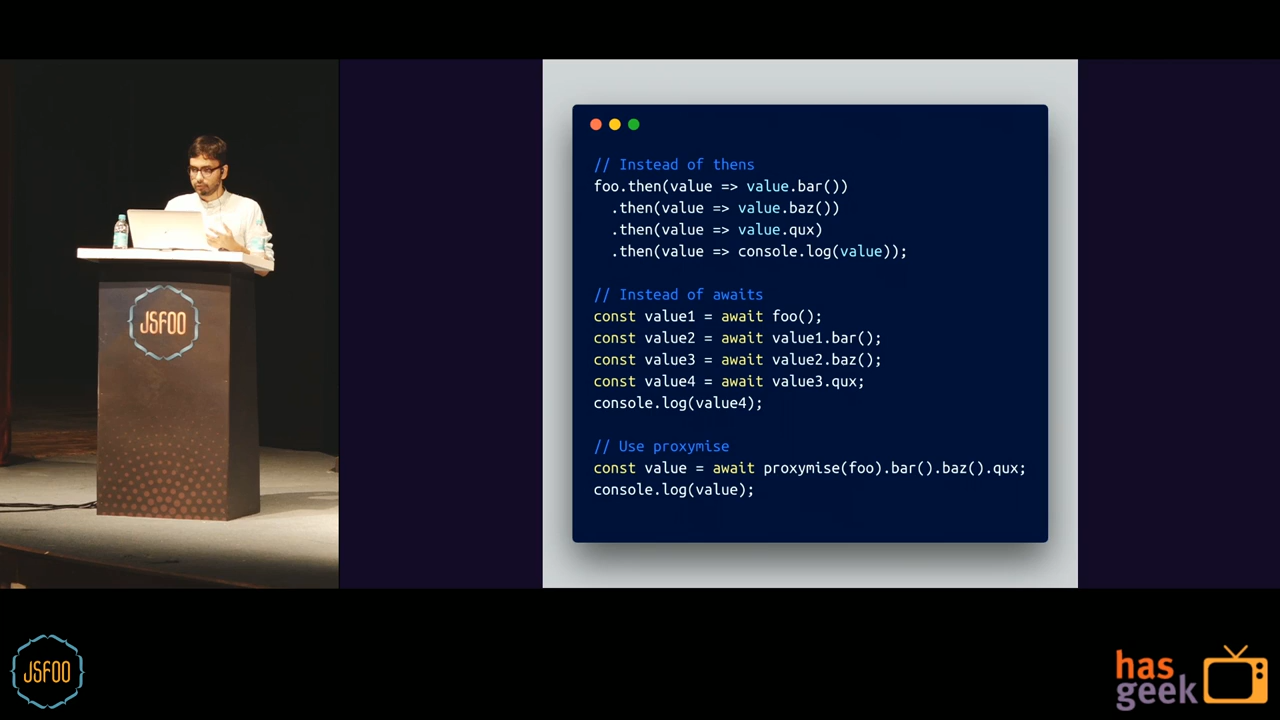 // Instead of thens
foo.then(value => value.bar())
  .then(value => value.baz())
  .then(value => value.qux)
  .then(value => console.log(value));
// Instead of awaits
const value1 = await foo();
const value2 = await value1.bar();
const value3 = await value2.baz();
const value4 = await value3.qux;
console.log(value4);
// Use proxymise
const value = await proxymise(foo).bar().baz().qux;
console.log(value);
JSFOO
JSFOO
has
geek